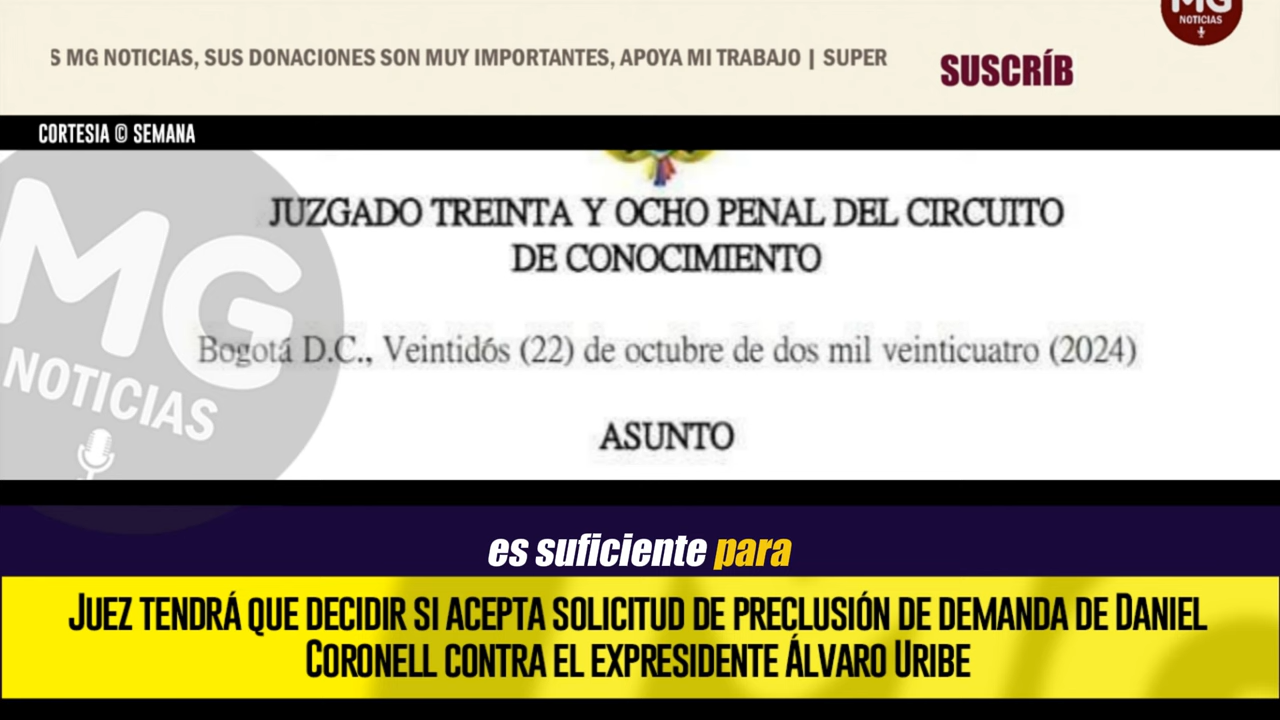 MG
NOTICIAS
S MG NOTICIAS, SUS DONACIONES SON MUY IMPORTANTES, APOYA MI TRABAJO | SUPER
SUSCRÍB
CORTESIA © SEMANA
JUZGADO TREINTA Y OCHO PENAL DEL CIRCUITO
DE CONOCIMIENTO
Bogotá D.C., Veintidós (22) de octubre de dos mil veinticuatro (2024)
ASUNTO
MG
NOTICIAS
es suficiente para
JUEZ TENDRÁ QUE DECIDIR SI ACEPTA SOLICITUD DE PRECLUSIÓN DE DEMANDA DE DANIEL
CORONELL CONTRA EL EXPRESIDENTE ÁLVARO URIBE